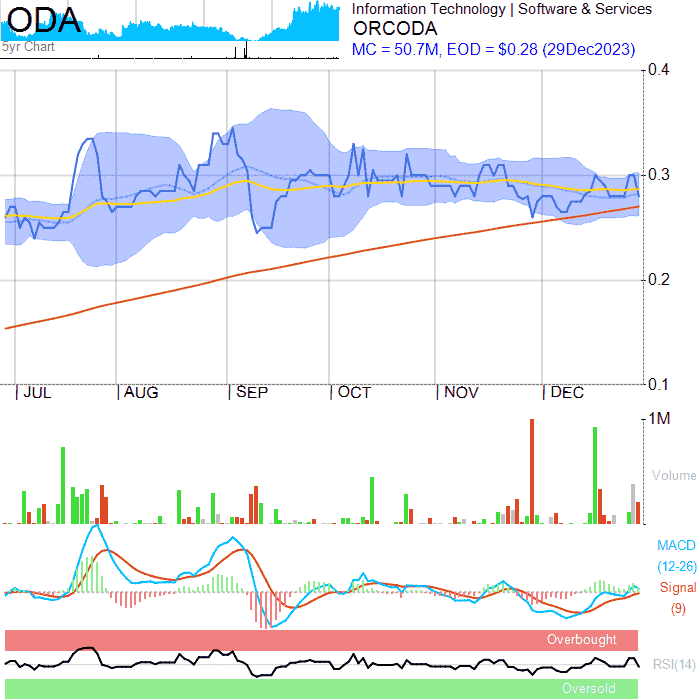 ODA
5yr Chart
Information Technology | Software & Services
ORCODA
MC = 50.7M, EOD = $0.28 (29Dec2023)
0.4
0.3
0.2
0.1
JUL AUG SEP OCT NOV DEC
1M
Volume
MACD
(12-26)
Signal
(9)
Overbought
RSI(14)
Oversold